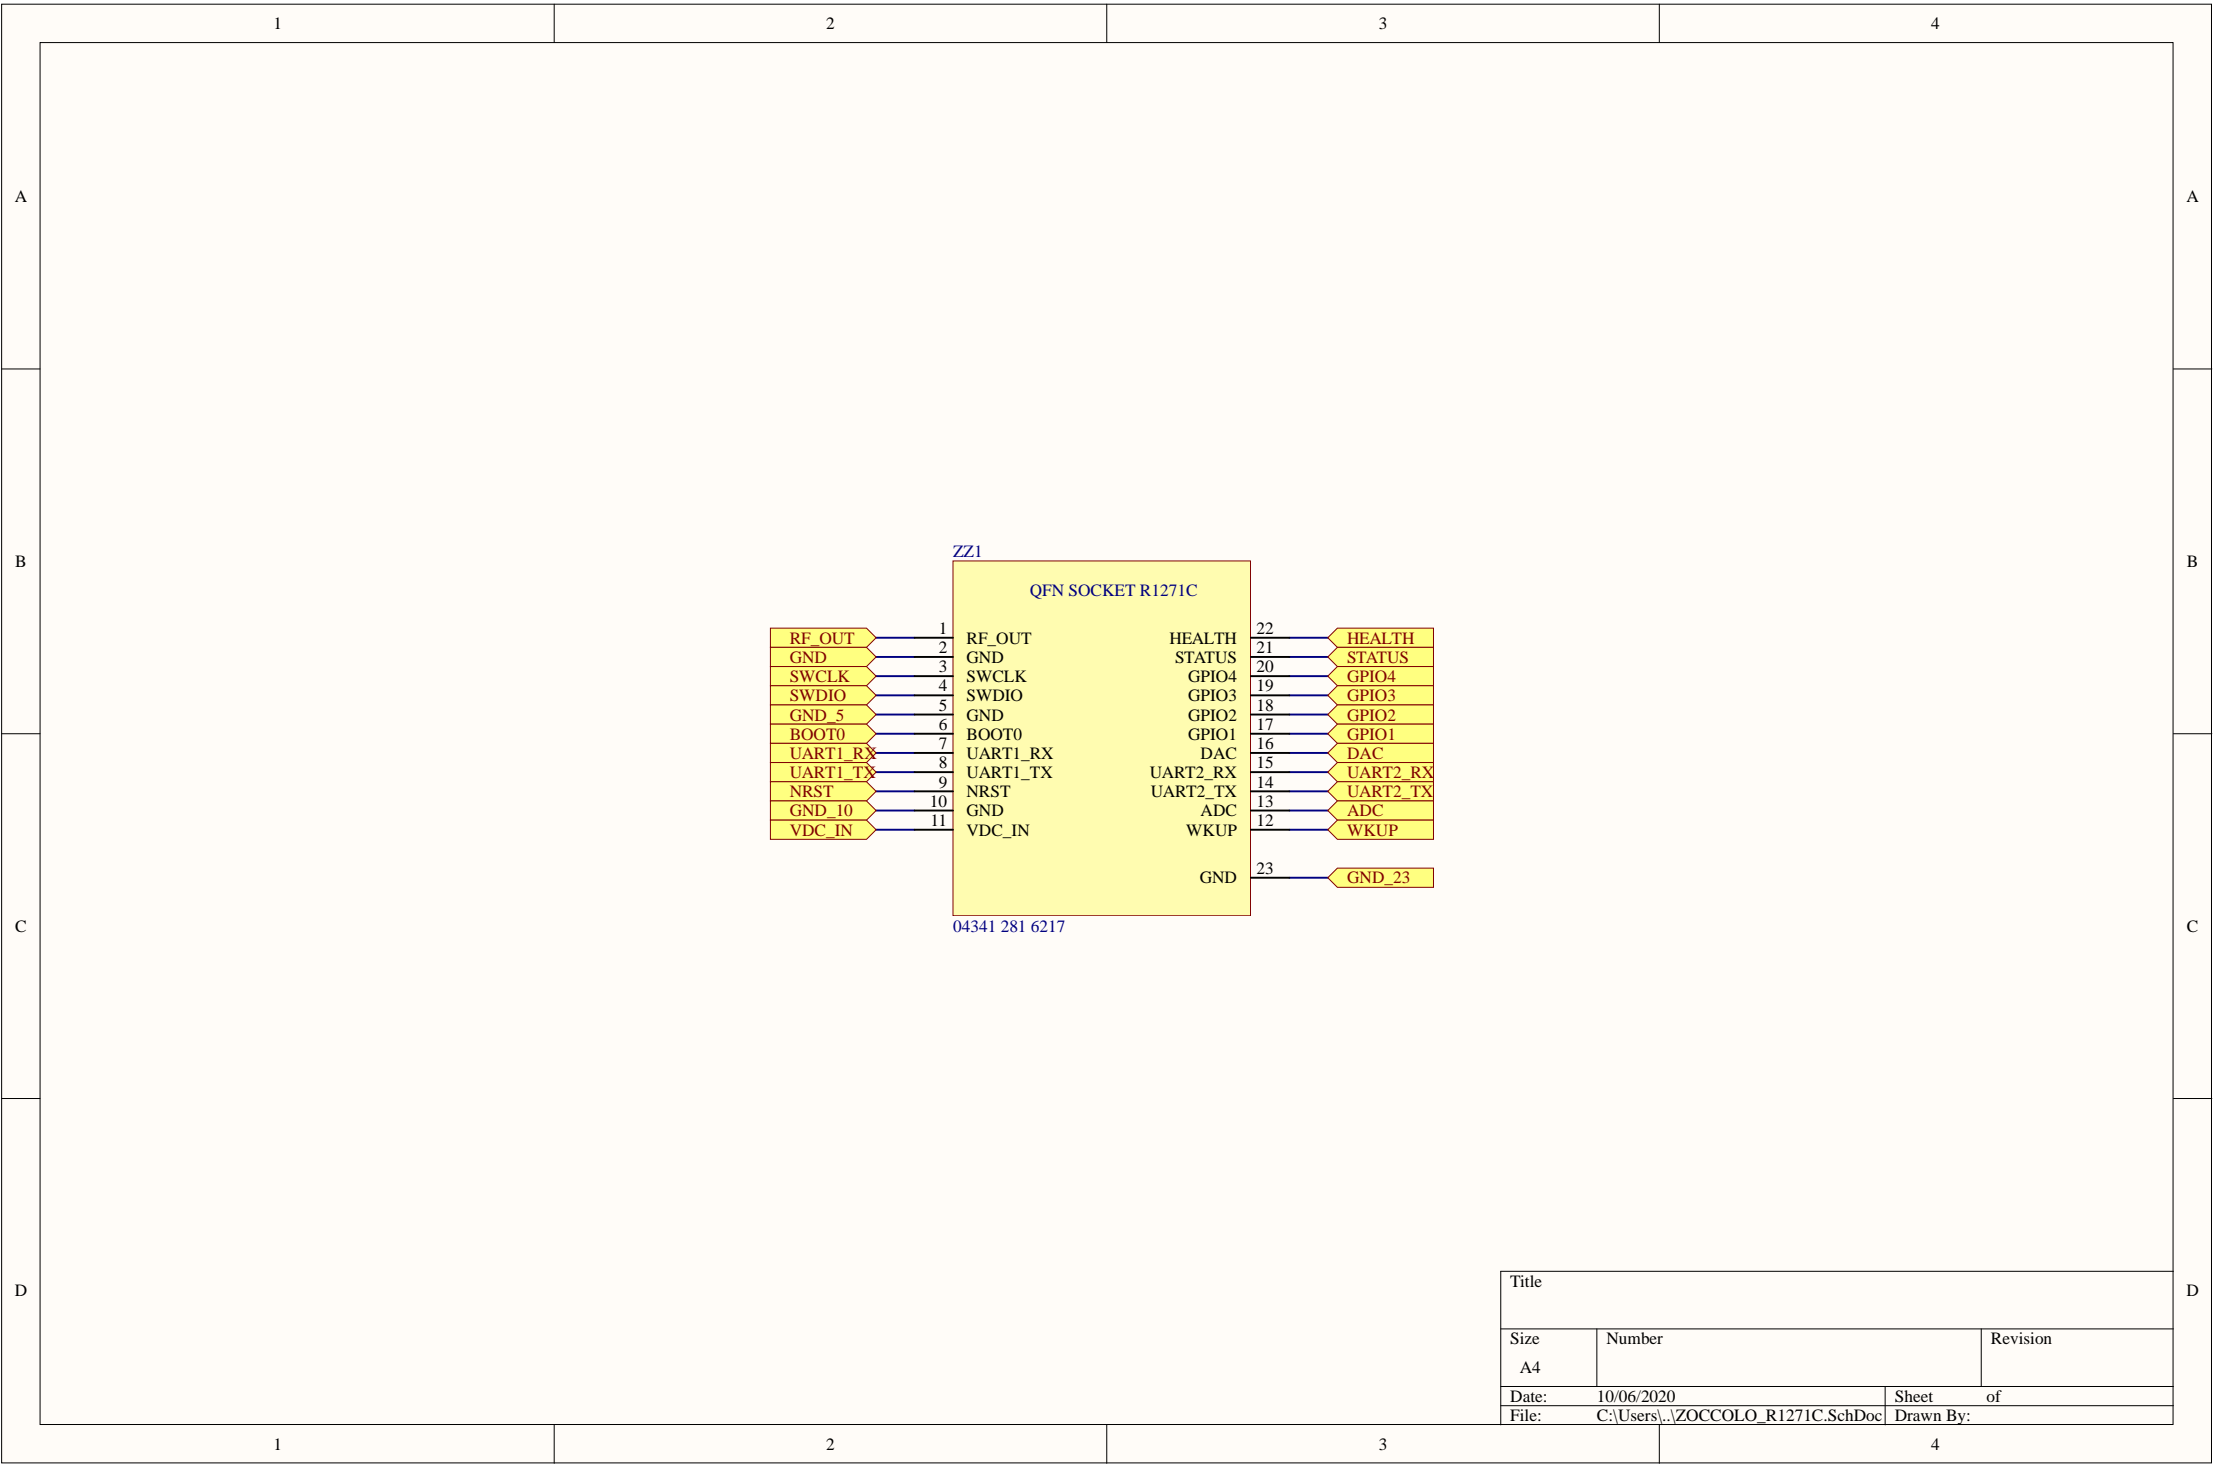 1 2 3 4
A A
B B
C C
D D
ZZ1
QFN SOCKET R1271C
RF_OUT 1 RF_OUT HEALTH 22 HEALTH
GND 2 GND STATUS 21 STATUS
SWCLK 3 SWCLK GPIO4 20 GPIO4
SWDIO 4 SWDIO GPIO3 19 GPIO3
GND_5 5 GND GPIO2 18 GPIO2
BOOT0 6 BOOT0 GPIO1 17 GPIO1
UART1_RX 7 UART1_RX DAC 16 DAC
UART1_TX 8 UART1_TX UART2_RX 15 UART2_RX
NRST 9 NRST UART2_TX 14 UART2_TX
GND_10 10 GND ADC 13 ADC
VDC_IN 11 VDC_IN WKUP 12 WKUP
GND 23 GND_23
04341 281 6217
Title
Size Number Revision
A4
Date: 10/06/2020 Sheet of
File: C:\Users\..\ZOCCOLO_R1271C.SchDoc Drawn By:
1 2 3 4